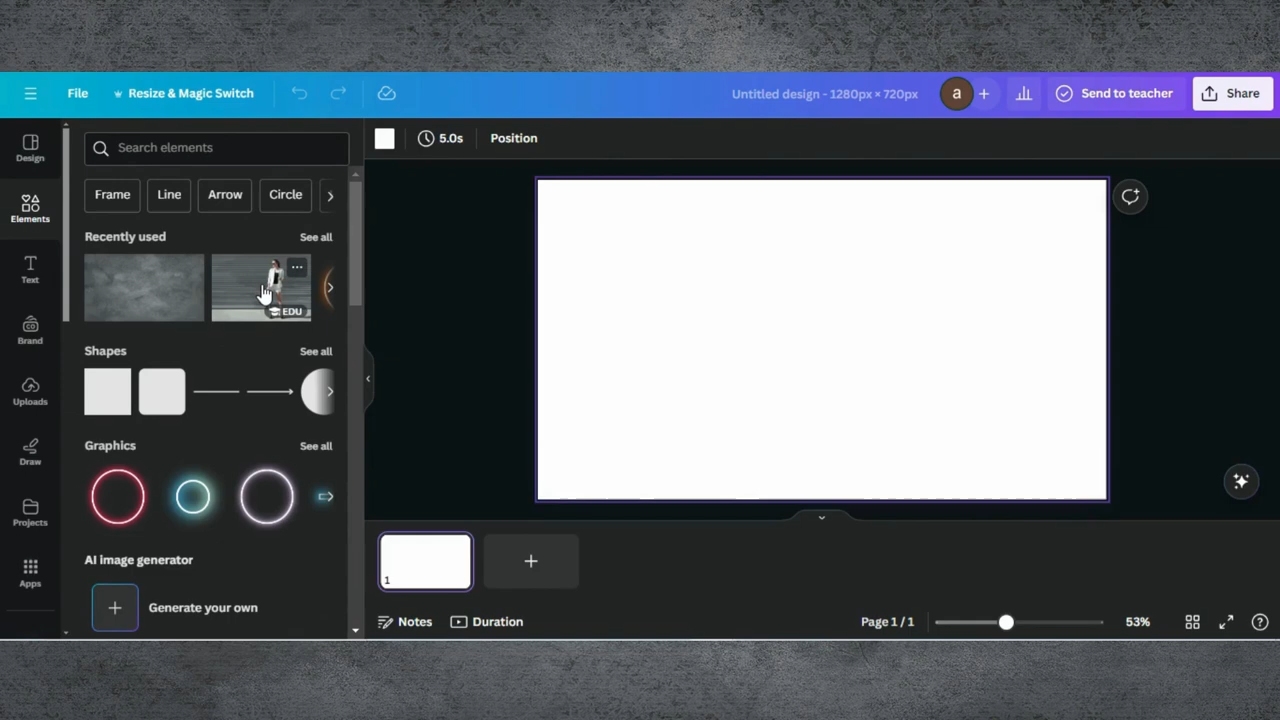 File
Resize & Magic Switch
Untitled design - 1280px × 720px
a
Send to teacher
Share
Design
Elements
Text
Brand
Uploads
Draw
Projects
Apps
Search elements
Frame
Line
Arrow
Circle
Recently used
See all
EDU
Shapes
See all
Graphics
See all
AI image generator
Generate your own
5.0s
Position
1
Notes
Duration
Page 1 / 1
53%